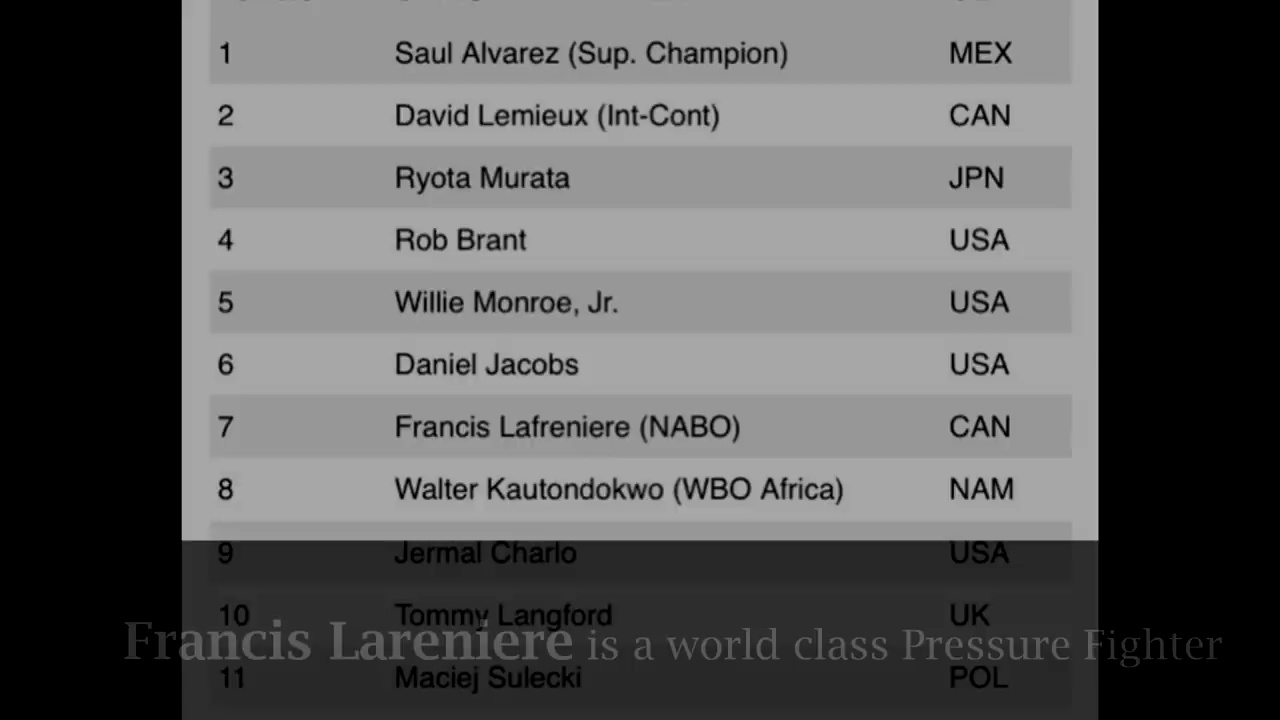 1 Saul Alvarez (Sup. Champion) MEX
2 David Lemieux (Int-Cont) CAN
3 Ryota Murata JPN
4 Rob Brant USA
5 Willie Monroe, Jr. USA
6 Daniel Jacobs USA
7 Francis Lafreniere (NABO) CAN
8 Walter Kautondokwo (WBO Africa) NAM
9 Jermal Charlo USA
10 Tommy Langford UK
Francis Lareniere is a world class Pressure Fighter
11 Maciej Sulecki POL